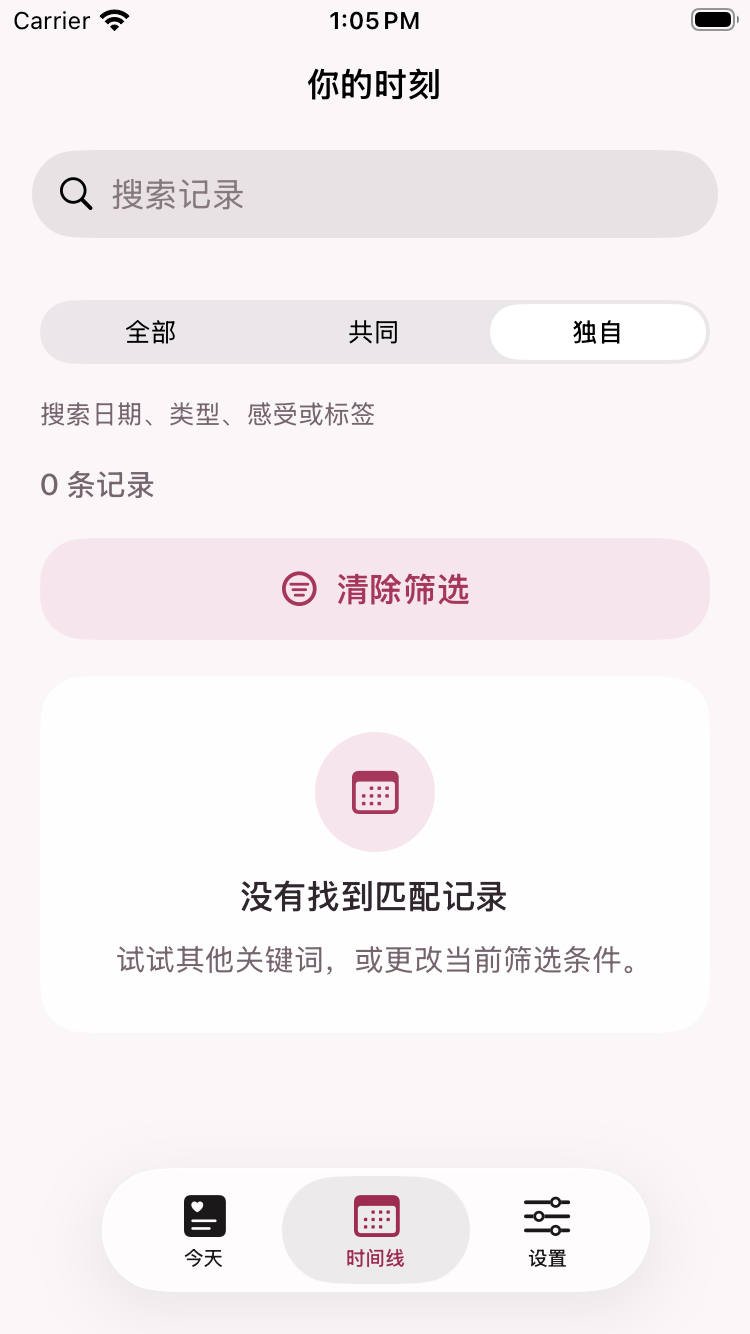 Carrier 1:05 PM
你的时刻
搜索记录
全部 共同 独自
搜索日期、类型、感受或标签
0 条记录
清除筛选
没有找到匹配记录
试试其他关键词，或更改当前筛选条件。
今天 时间线 设置